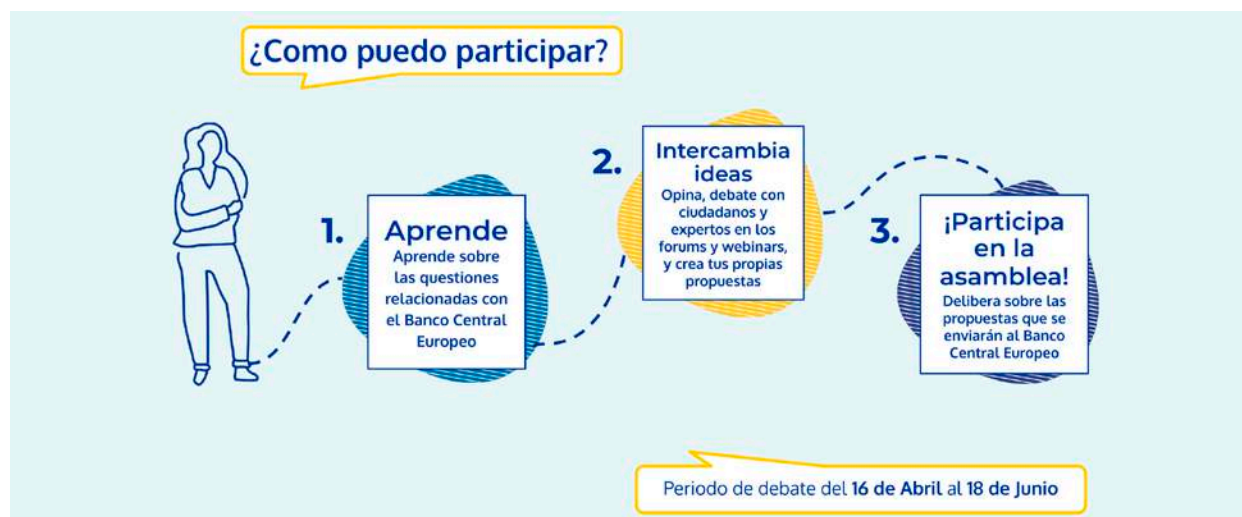 ¿Como puedo participar?
1.
Aprende
Aprende sobre
las questiones
relacionadas con
el Banco Central
Europeo
2.
Intercambia
ideas
Opina, debate con
ciudadanos y
expertos en los
forums y webinars,
y crea tus propias
propuestas
3.
¡Participa
en la
asamblea!
Delibera sobre las
propuestas que se
enviarán al Banco
Central Europeo
Periodo de debate del 16 de Abril al 18 de Junio